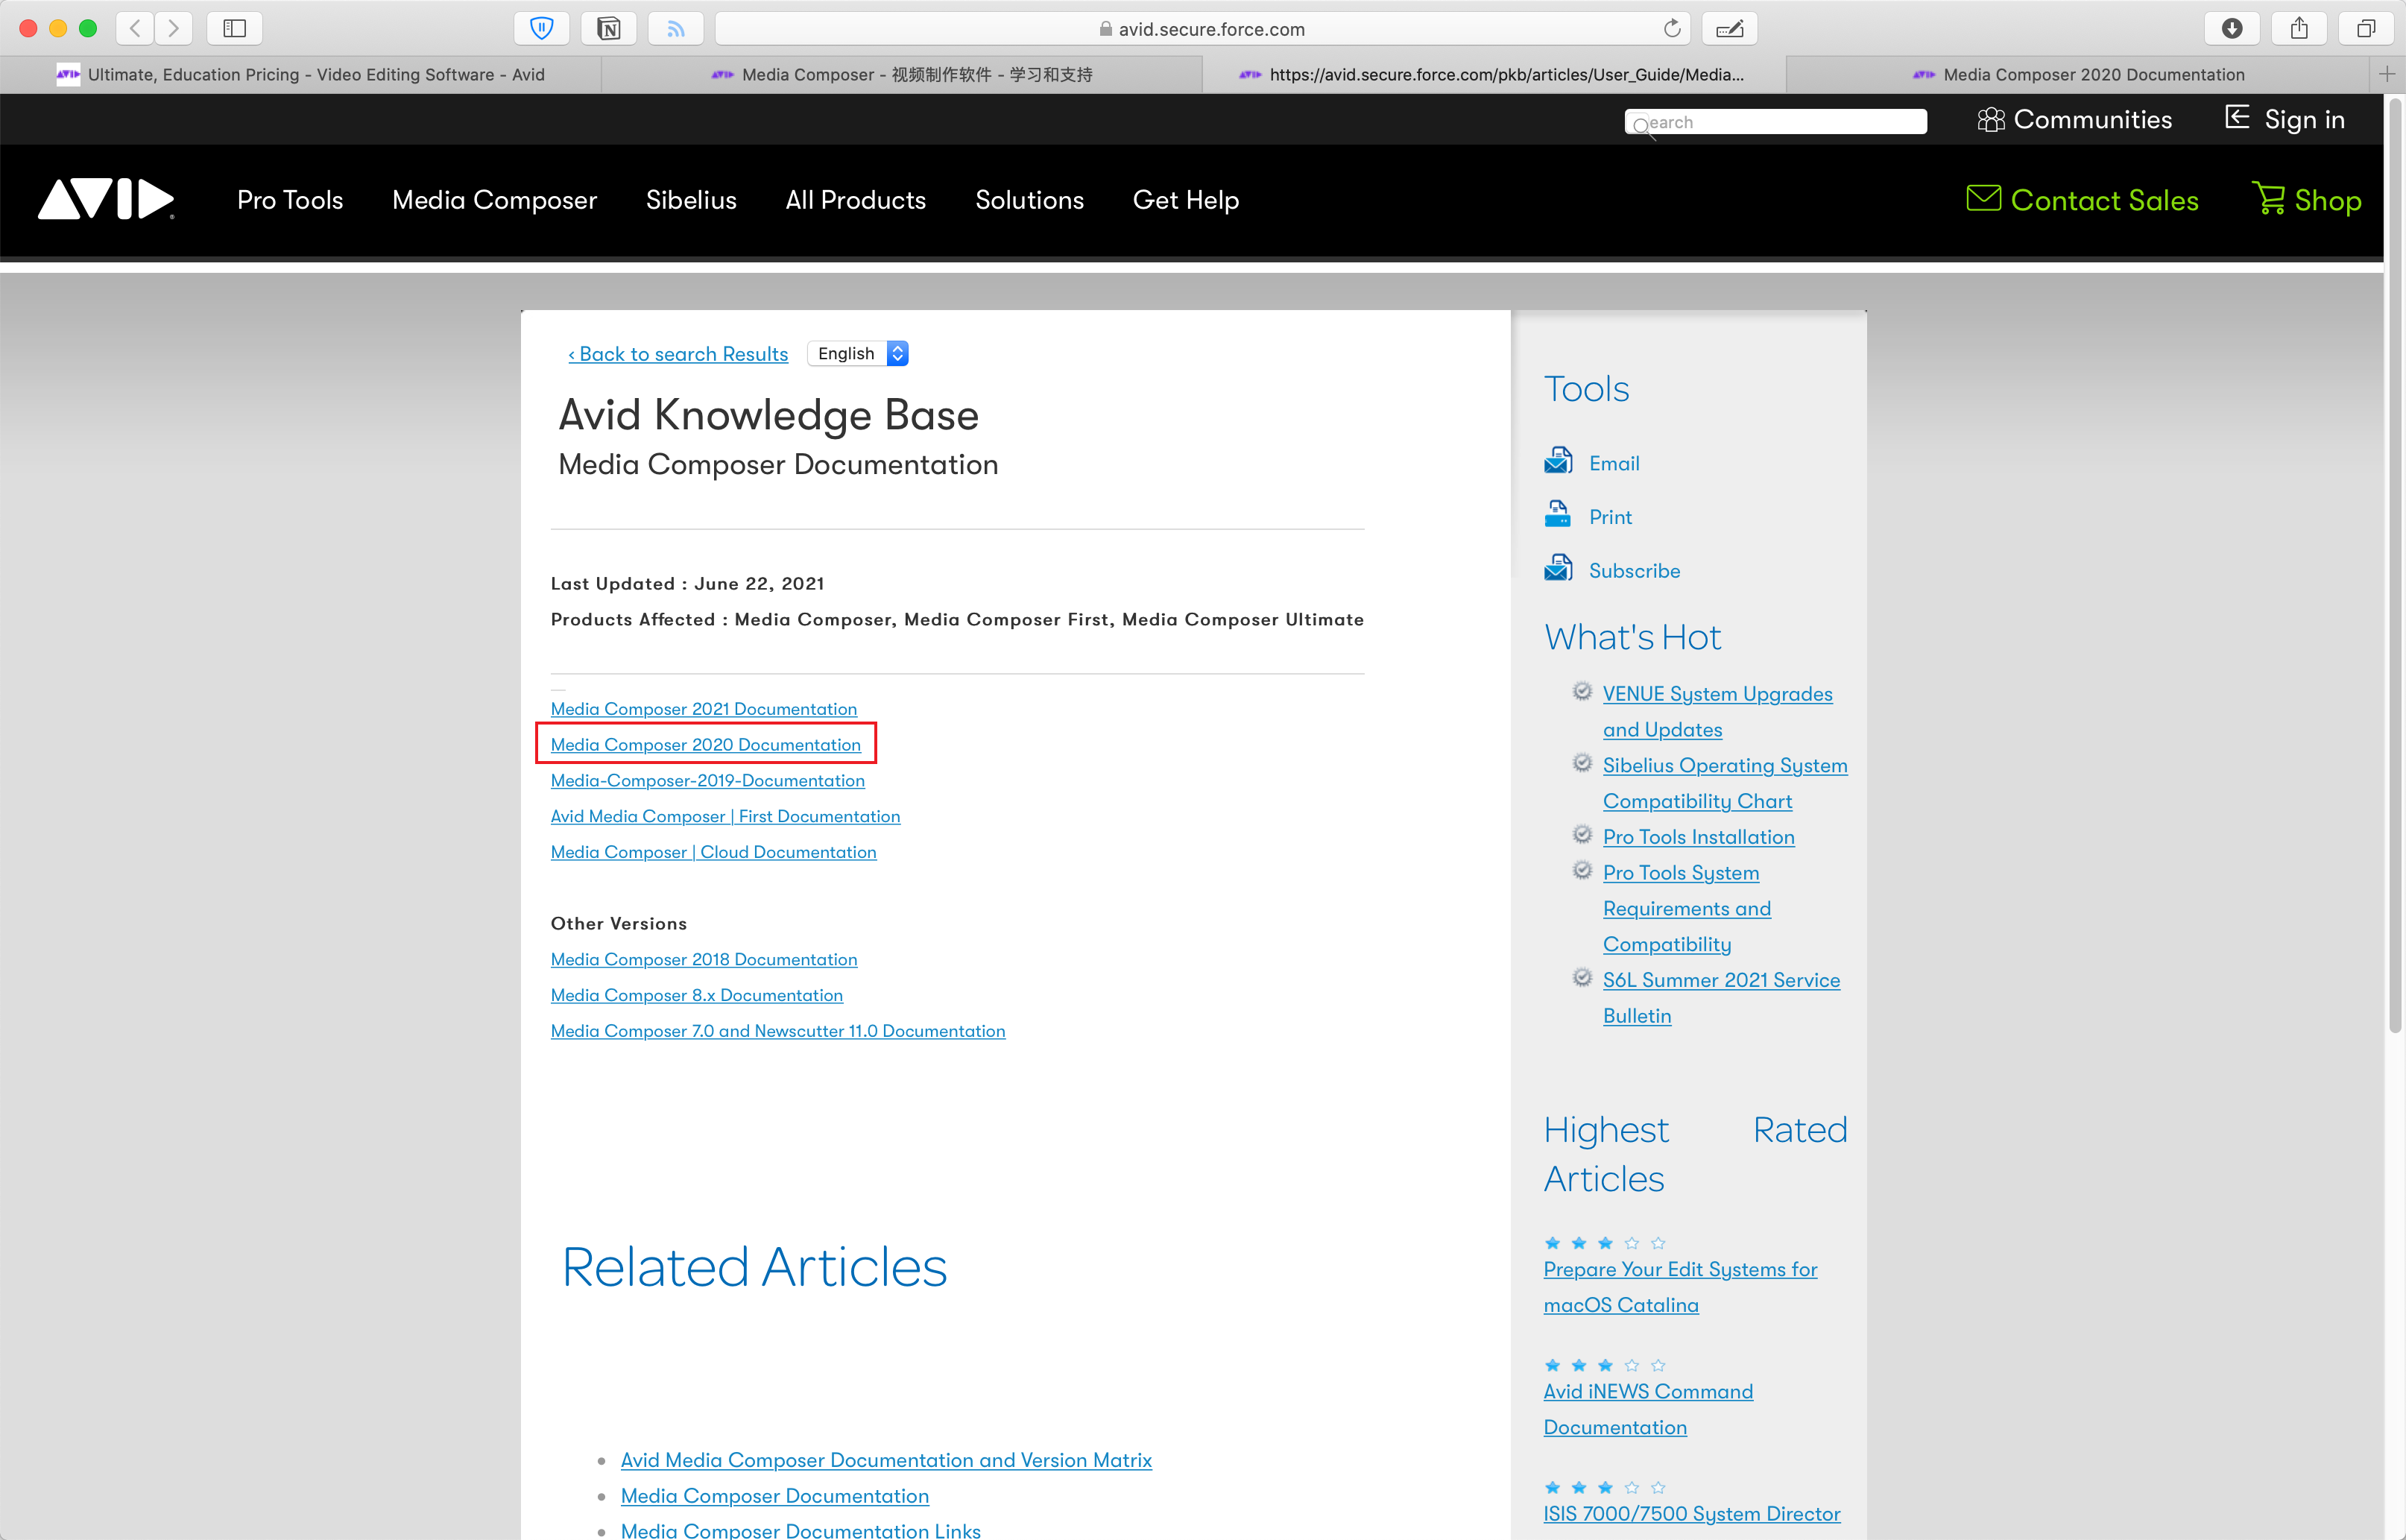 avid.secure.force.com
Ultimate, Education Pricing - Video Editing Software - Avid
Media Composer - 视频制作软件 - 学习和支持
https://avid.secure.force.com/pkb/articles/User_Guide/Media...
Media Composer 2020 Documentation
earch
Communities
Sign in
AVID
Pro Tools
Media Composer
Sibelius
All Products
Solutions
Get Help
Contact Sales
Shop
‹ Back to search Results
English
Avid Knowledge Base
Media Composer Documentation
Last Updated : June 22, 2021
Products Affected : Media Composer, Media Composer First, Media Composer Ultimate
Media Composer 2021 Documentation
Media Composer 2020 Documentation
Media-Composer-2019-Documentation
Avid Media Composer | First Documentation
Media Composer | Cloud Documentation
Other Versions
Media Composer 2018 Documentation
Media Composer 8.x Documentation
Media Composer 7.0 and Newscutter 11.0 Documentation
Related Articles
Avid Media Composer Documentation and Version Matrix
Media Composer Documentation
Media Composer Documentation Links
Tools
Email
Print
Subscribe
What's Hot
VENUE System Upgrades
and Updates
Sibelius Operating System
Compatibility Chart
Pro Tools Installation
Pro Tools System
Requirements and
Compatibility
S6L Summer 2021 Service
Bulletin
Highest Rated
Articles
Prepare Your Edit Systems for
macOS Catalina
Avid iNEWS Command
Documentation
ISIS 7000/7500 System Director